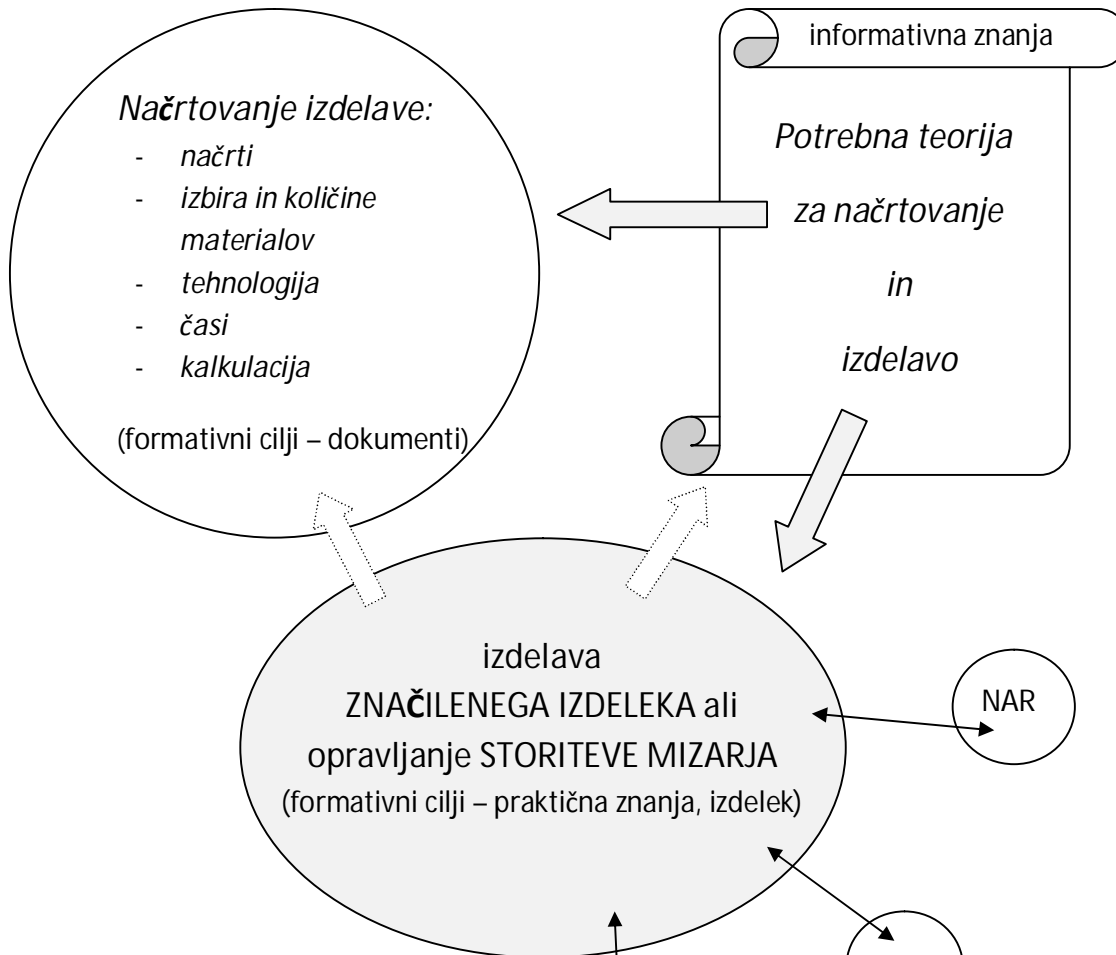 informativna znanja
Načrtovanje izdelave:
- načrti
- izbira in količine
materialov
- tehnologija
- časi
- kalkulacija
(formativni cilji – dokumenti)
Potrebna teorija
za načrtovanje
in
izdelavo
izdelava
ZNAČILENEGA IZDELEKA ali
opravljanje STORITEVE MIZARJA
(formativni cilji – praktična znanja, izdelek)
NAR